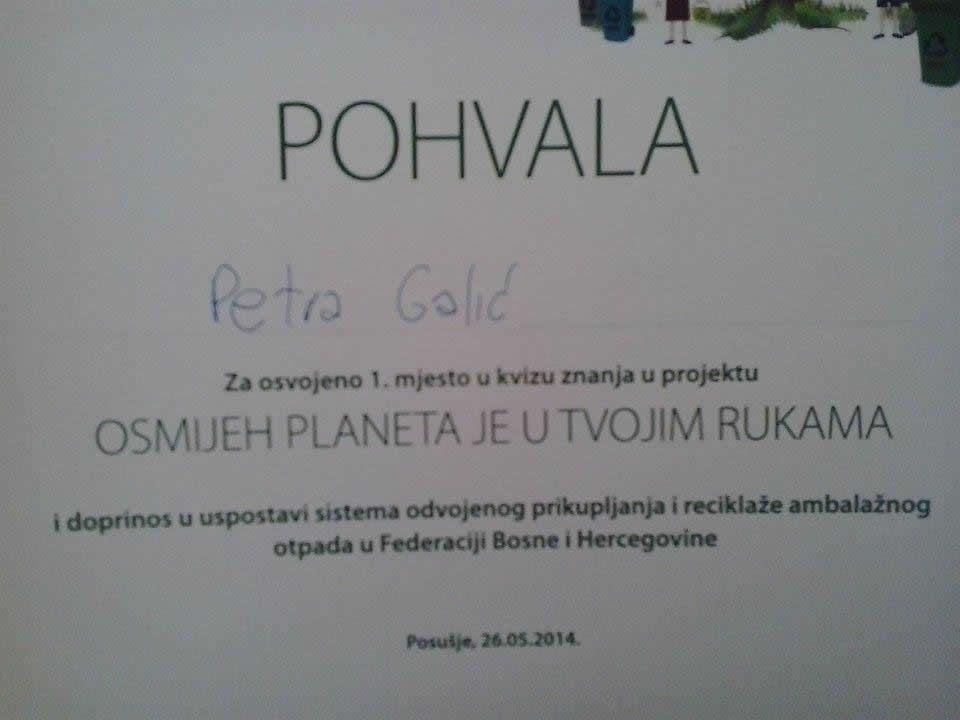 POHVALA
Petra Galić
Za osvojeno 1. mjesto u kvizu znanja u projektu
OSMIJEH PLANETA JE U TVOJIM RUKAMA
i doprinos u uspostavi sistema odvojenog prikupljanja i reciklaže ambalažnog
otpada u Federaciji Bosne i Hercegovine
Posušje, 26.05.2014.